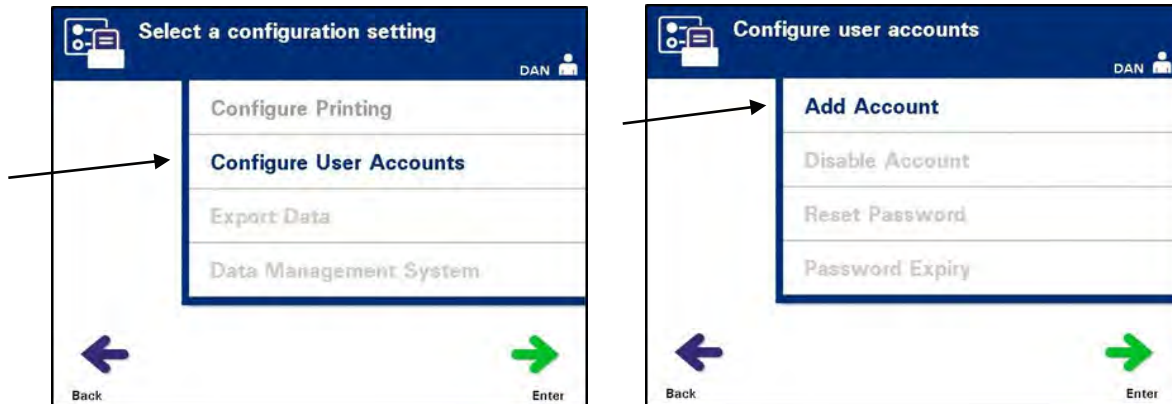 Select a configuration setting
DAN
Configure Printing
Configure User Accounts
Export Data
Data Management System
Back
Enter
Configure user accounts
DAN
Add Account
Disable Account
Reset Password
Password Expiry
Back
Enter